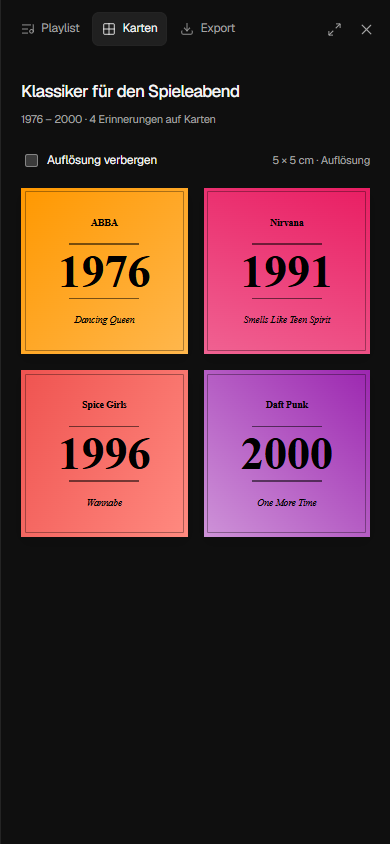 Playlist Karten Export
Klassiker für den Spieleabend
1976 – 2000 · 4 Erinnerungen auf Karten
Auflösung verbergen 5 × 5 cm · Auflösung
ABBA
1976
Dancing Queen
Nirvana
1991
Smells Like Teen Spirit
Spice Girls
1996
Wannabe
Daft Punk
2000
One More Time